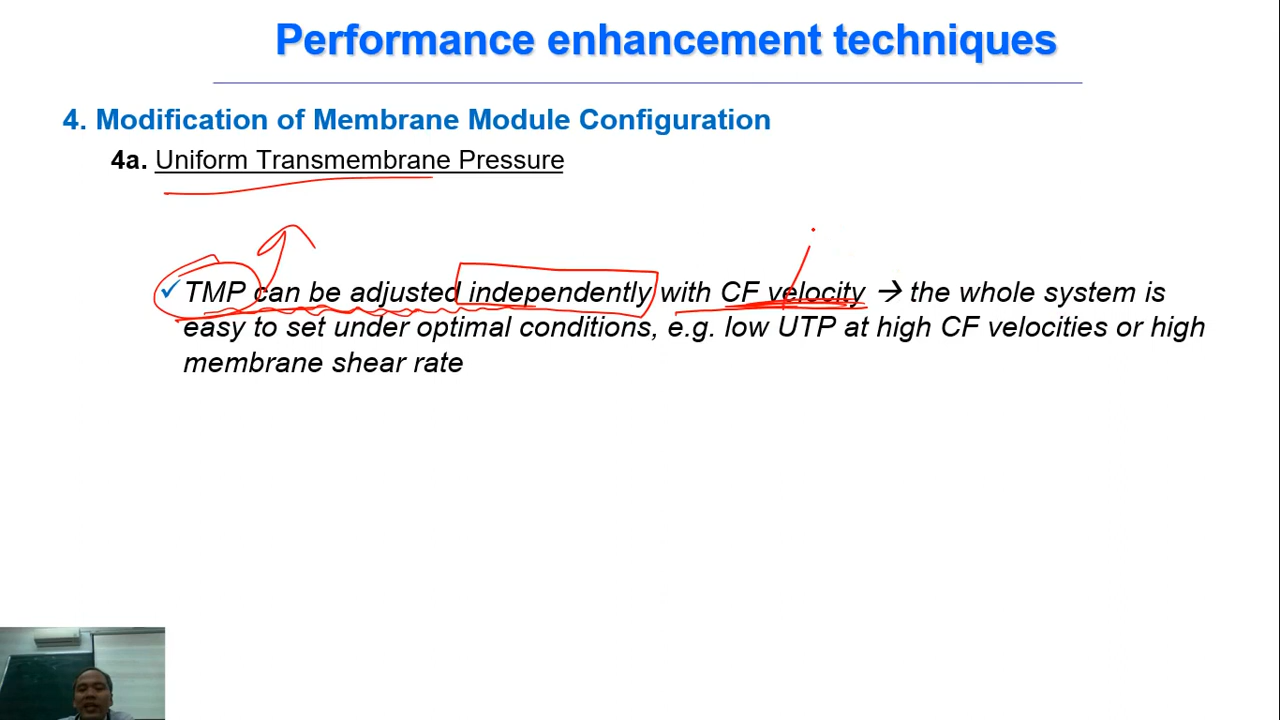 Performance enhancement techniques
4. Modification of Membrane Module Configuration
4a. Uniform Transmembrane Pressure
✓ TMP can be adjusted independently with CF velocity → the whole system is
easy to set under optimal conditions, e.g. low UTP at high CF velocities or high
membrane shear rate